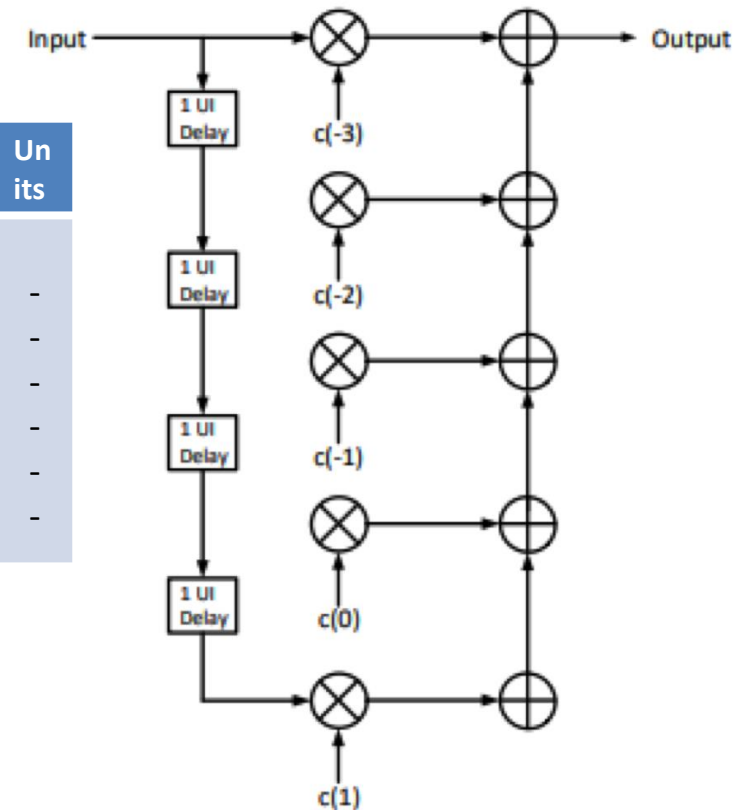 Input
Output
1 UI
Delay
c(-3)
Un
its
c(-2)
1 UI
Delay
-
-
-
-
-
-
c(-1)
1 UI
Delay
c(0)
1 UI
Delay
c(1)